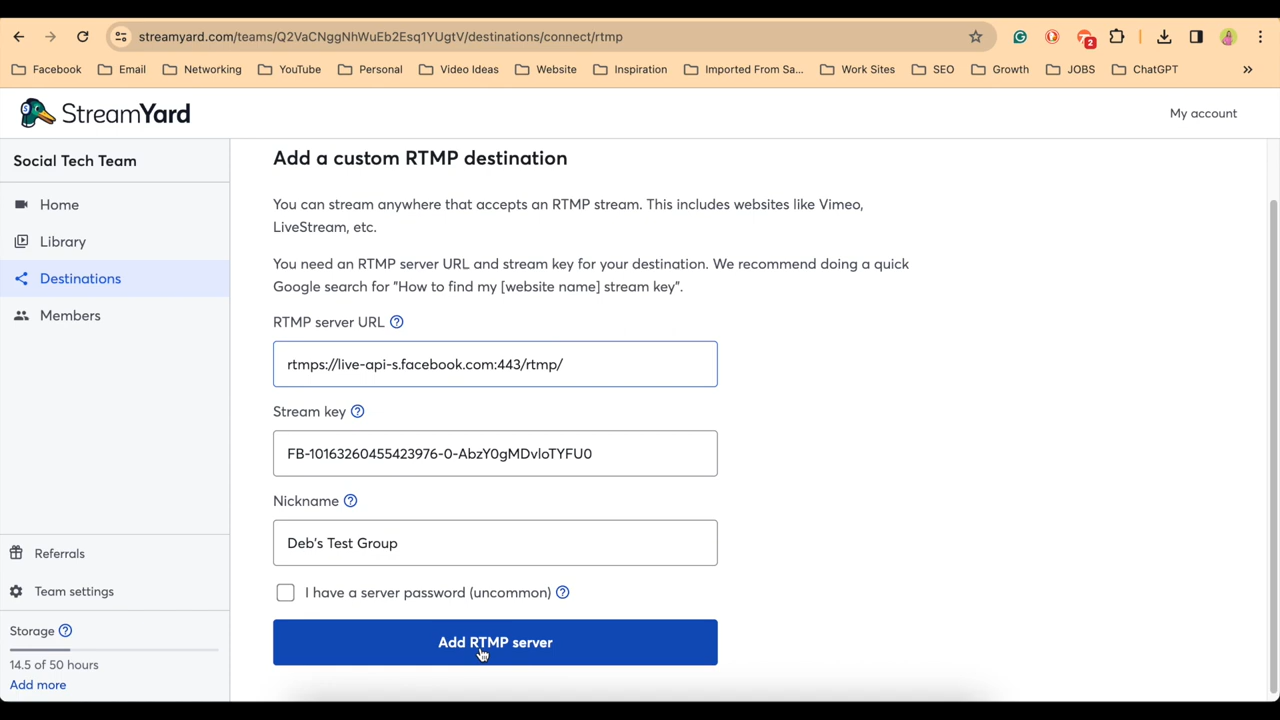 streamyard.com/teams/Q2VaCNggNhWuEb2Esq1YUgtV/destinations/connect/rtmp
2
Facebook Email Networking YouTube Personal Video Ideas Website Inspiration Imported From Sa... Work Sites SEO Growth JOBS ChatGPT »
StreamYard
My account
Social Tech Team
Home
Library
Destinations
Members
Referrals
Team settings
Storage
14.5 of 50 hours
Add more
Add a custom RTMP destination
You can stream anywhere that accepts an RTMP stream. This includes websites like Vimeo,
LiveStream, etc.
You need an RTMP server URL and stream key for your destination. We recommend doing a quick
Google search for "How to find my [website name] stream key".
RTMP server URL
rtmps://live-api-s.facebook.com:443/rtmp/
Stream key
FB-10163260455423976-0-AbzY0gMDvloTYFU0
Nickname
Deb's Test Group
I have a server password (uncommon)
Add RTMP server